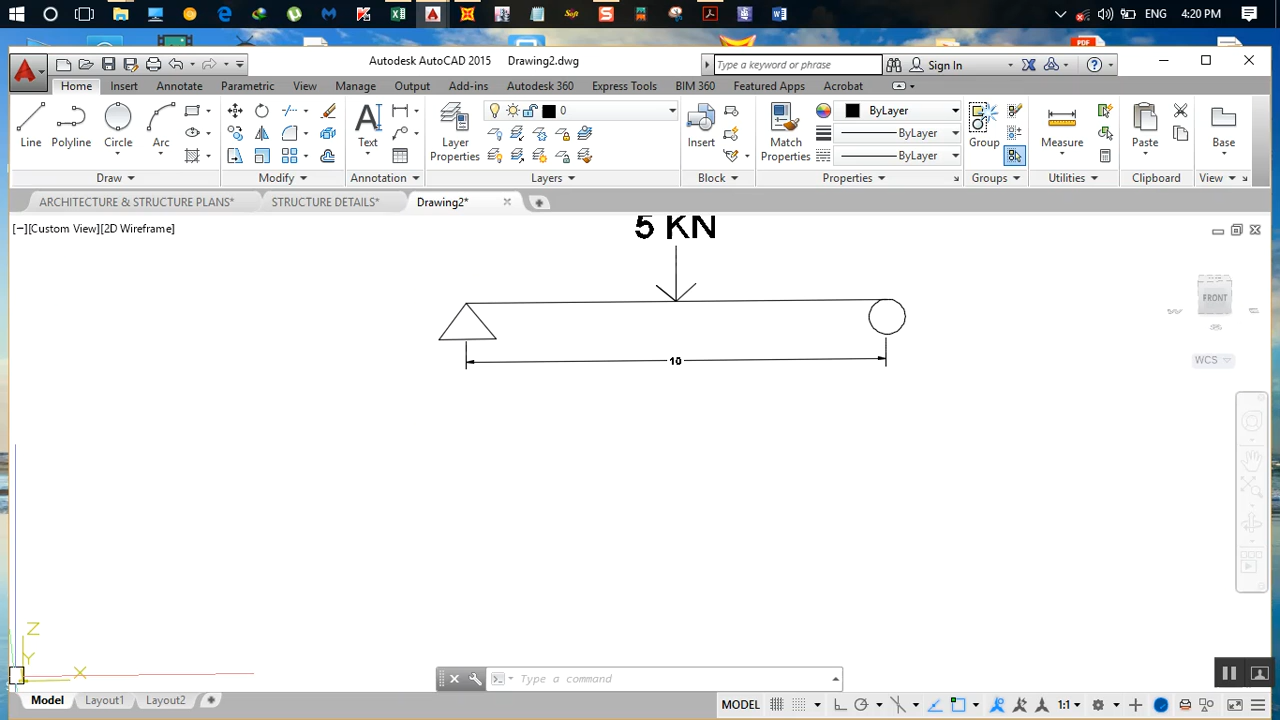 ENG 4:20 PM
Autodesk AutoCAD 2015 Drawing2.dwg
Type a keyword or phrase
Sign In
Home Insert Annotate Parametric View Manage Output Add-ins Autodesk 360 Express Tools BIM 360 Featured Apps Acrobat
0
ByLayer
ByLayer
ByLayer
Line Polyline Circle Arc
Text
Layer Properties
Insert
Match Properties
Group
Measure
Paste
Base
Draw Modify Annotation Layers Block Properties Groups Utilities Clipboard View
ARCHITECTURE & STRUCTURE PLANS* STRUCTURE DETAILS* Drawing2*
[−][Custom View][2D Wireframe]
5 KN
FRONT
10
WCS
Z
Y
X
Type a command
Model Layout1 Layout2
MODEL 1:1